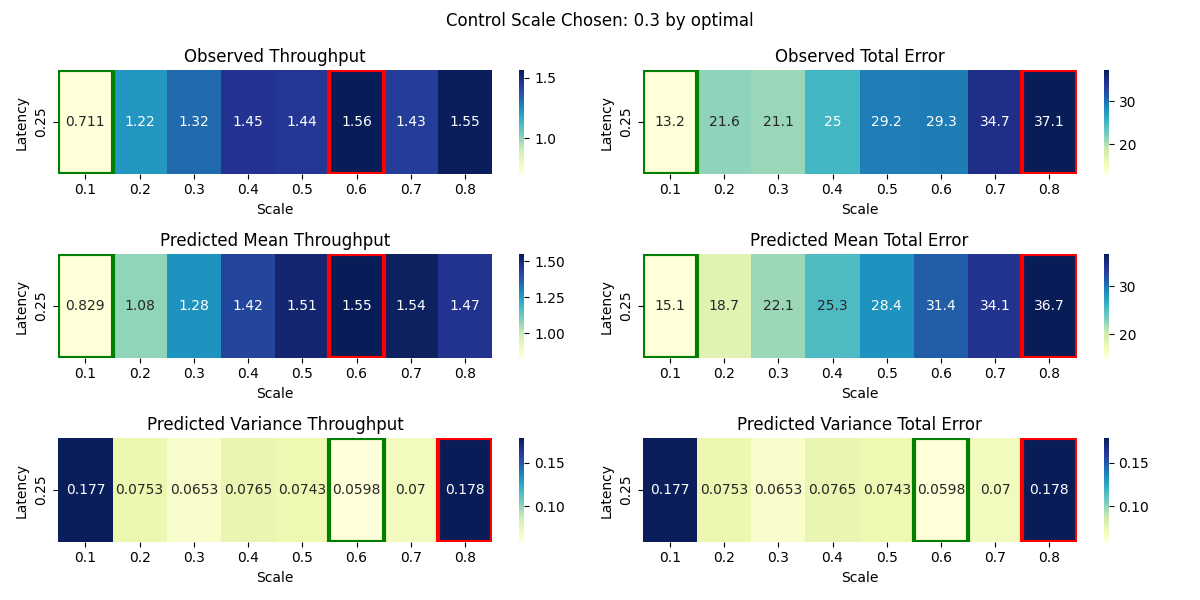 Control Scale Chosen: 0.3 by optimal
Observed Throughput
Latency
0.25
0.711 1.22 1.32 1.45 1.44 1.56 1.43 1.55
0.1 0.2 0.3 0.4 0.5 0.6 0.7 0.8
Scale
1.5
1.0
Observed Total Error
Latency
0.25
13.2 21.6 21.1 25 29.2 29.3 34.7 37.1
0.1 0.2 0.3 0.4 0.5 0.6 0.7 0.8
Scale
30
20
Predicted Mean Throughput
Latency
0.25
0.829 1.08 1.28 1.42 1.51 1.55 1.54 1.47
0.1 0.2 0.3 0.4 0.5 0.6 0.7 0.8
Scale
1.50
1.25
1.00
Predicted Mean Total Error
Latency
0.25
15.1 18.7 22.1 25.3 28.4 31.4 34.1 36.7
0.1 0.2 0.3 0.4 0.5 0.6 0.7 0.8
Scale
30
20
Predicted Variance Throughput
Latency
0.25
0.177 0.0753 0.0653 0.0765 0.0743 0.0598 0.07 0.178
0.1 0.2 0.3 0.4 0.5 0.6 0.7 0.8
Scale
0.15
0.10
Predicted Variance Total Error
Latency
0.25
0.177 0.0753 0.0653 0.0765 0.0743 0.0598 0.07 0.178
0.1 0.2 0.3 0.4 0.5 0.6 0.7 0.8
Scale
0.15
0.10